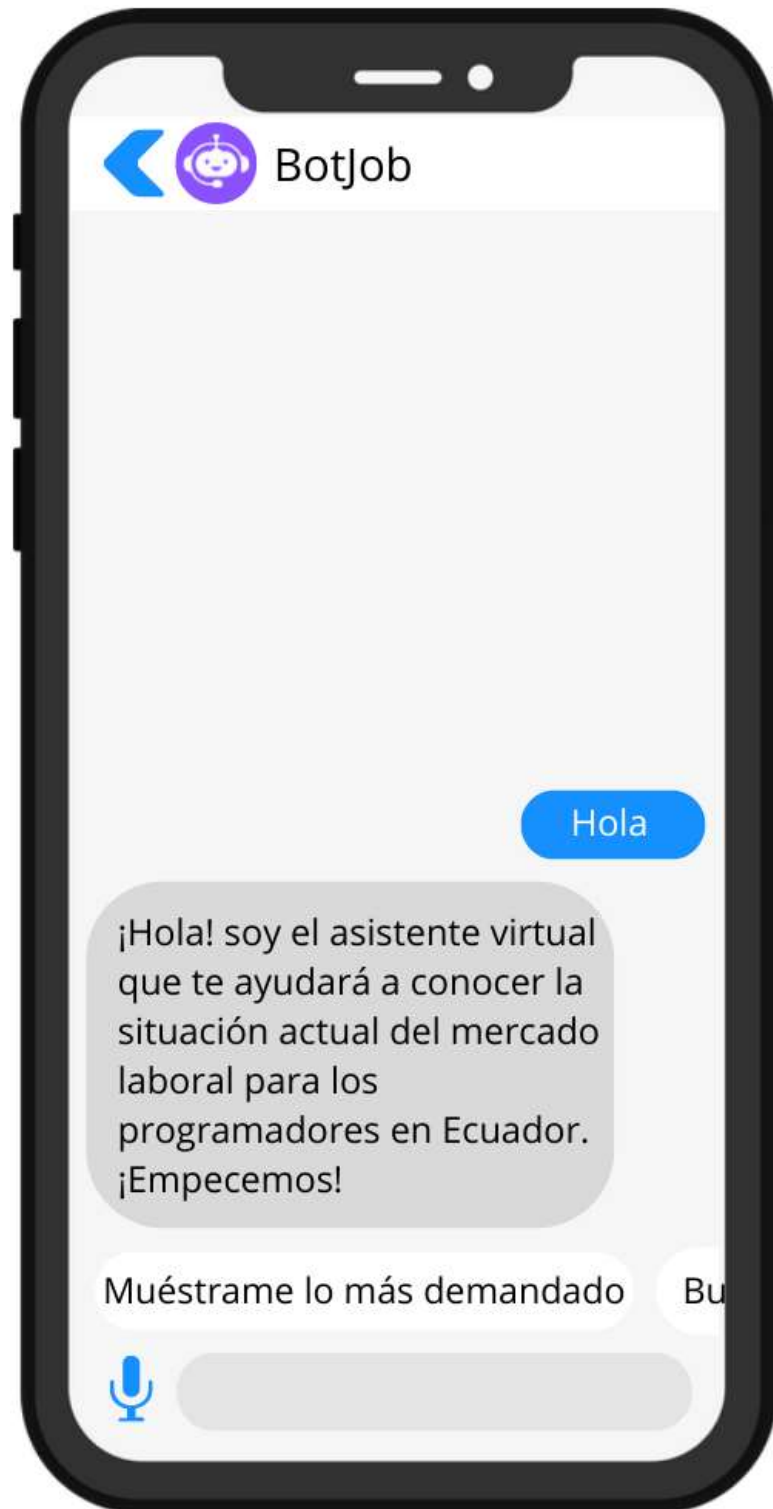 BotJob
Hola
¡Hola! soy el asistente virtual
que te ayudará a conocer la
situación actual del mercado
laboral para los
programadores en Ecuador.
¡Empecemos!
Muéstrame lo más demandado
Bu